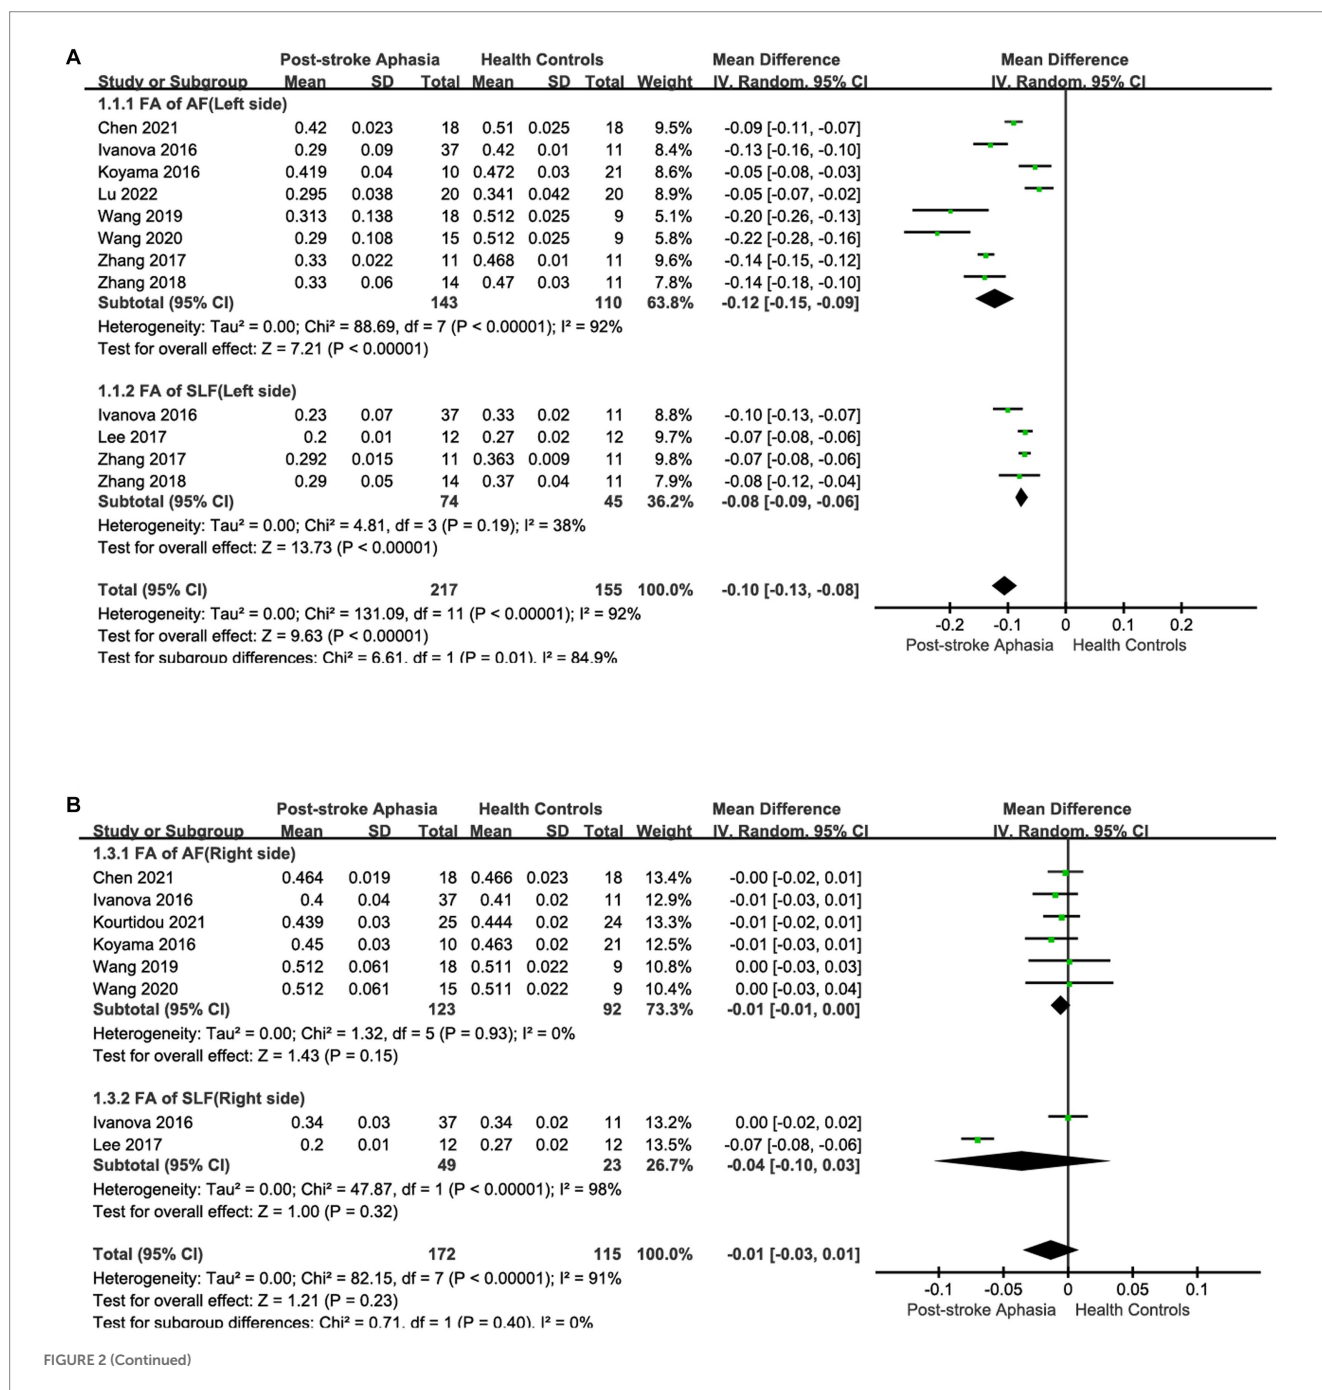 A
Post-stroke Aphasia Health Controls Mean Difference Mean Difference
Study or Subgroup Mean SD Total Mean SD Total Weight IV. Random. 95% CI IV. Random. 95% CI
1.1.1 FA of AF(Left side)
Chen 2021 0.42 0.023 18 0.51 0.025 18 9.5% -0.09 [-0.11, -0.07]
Ivanova 2016 0.29 0.09 37 0.42 0.01 11 8.4% -0.13 [-0.16, -0.10]
Koyama 2016 0.419 0.04 10 0.472 0.03 21 8.6% -0.05 [-0.08, -0.03]
Lu 2022 0.295 0.038 20 0.341 0.042 20 8.9% -0.05 [-0.07, -0.02]
Wang 2019 0.313 0.138 18 0.512 0.025 9 5.1% -0.20 [-0.26, -0.13]
Wang 2020 0.29 0.108 15 0.512 0.025 9 5.8% -0.22 [-0.28, -0.16]
Zhang 2017 0.33 0.022 11 0.468 0.01 11 9.6% -0.14 [-0.15, -0.12]
Zhang 2018 0.33 0.06 14 0.47 0.03 11 7.8% -0.14 [-0.18, -0.10]
Subtotal (95% CI) 143 110 63.8% -0.12 [-0.15, -0.09]
Heterogeneity: Tau² = 0.00; Chi² = 88.69, df = 7 (P < 0.00001); I² = 92%
Test for overall effect: Z = 7.21 (P < 0.00001)
1.1.2 FA of SLF(Left side)
Ivanova 2016 0.23 0.07 37 0.33 0.02 11 8.8% -0.10 [-0.13, -0.07]
Lee 2017 0.2 0.01 12 0.27 0.02 12 9.7% -0.07 [-0.08, -0.06]
Zhang 2017 0.292 0.015 11 0.363 0.009 11 9.8% -0.07 [-0.08, -0.06]
Zhang 2018 0.29 0.05 14 0.37 0.04 11 7.9% -0.08 [-0.12, -0.04]
Subtotal (95% CI) 74 45 36.2% -0.08 [-0.09, -0.06]
Heterogeneity: Tau² = 0.00; Chi² = 4.81, df = 3 (P = 0.19); I² = 38%
Test for overall effect: Z = 13.73 (P < 0.00001)
Total (95% CI) 217 155 100.0% -0.10 [-0.13, -0.08]
Heterogeneity: Tau² = 0.00; Chi² = 131.09, df = 11 (P < 0.00001); I² = 92%
Test for overall effect: Z = 9.63 (P < 0.00001)
Test for subgroup differences: Chi² = 6.61. df = 1 (P = 0.01). I² = 84.9%
-0.2 -0.1 0 0.1 0.2
Post-stroke Aphasia Health Controls
B
Post-stroke Aphasia Health Controls Mean Difference Mean Difference
Study or Subgroup Mean SD Total Mean SD Total Weight IV. Random. 95% CI IV. Random. 95% CI
1.3.1 FA of AF(Right side)
Chen 2021 0.464 0.019 18 0.466 0.023 18 13.4% -0.00 [-0.02, 0.01]
Ivanova 2016 0.4 0.04 37 0.41 0.02 11 12.9% -0.01 [-0.03, 0.01]
Kourtidou 2021 0.439 0.03 25 0.444 0.02 24 13.3% -0.01 [-0.02, 0.01]
Koyama 2016 0.45 0.03 10 0.463 0.02 21 12.5% -0.01 [-0.03, 0.01]
Wang 2019 0.512 0.061 18 0.511 0.022 9 10.8% 0.00 [-0.03, 0.03]
Wang 2020 0.512 0.061 15 0.511 0.022 9 10.4% 0.00 [-0.03, 0.04]
Subtotal (95% CI) 123 92 73.3% -0.01 [-0.01, 0.00]
Heterogeneity: Tau² = 0.00; Chi² = 1.32, df = 5 (P = 0.93); I² = 0%
Test for overall effect: Z = 1.43 (P = 0.15)
1.3.2 FA of SLF(Right side)
Ivanova 2016 0.34 0.03 37 0.34 0.02 11 13.2% 0.00 [-0.02, 0.02]
Lee 2017 0.2 0.01 12 0.27 0.02 12 13.5% -0.07 [-0.08, -0.06]
Subtotal (95% CI) 49 23 26.7% -0.04 [-0.10, 0.03]
Heterogeneity: Tau² = 0.00; Chi² = 47.87, df = 1 (P < 0.00001); I² = 98%
Test for overall effect: Z = 1.00 (P = 0.32)
Total (95% CI) 172 115 100.0% -0.01 [-0.03, 0.01]
Heterogeneity: Tau² = 0.00; Chi² = 82.15, df = 7 (P < 0.00001); I² = 91%
Test for overall effect: Z = 1.21 (P = 0.23)
Test for subgroup differences: Chi² = 0.71. df = 1 (P = 0.40). I² = 0%
-0.1 -0.05 0 0.05 0.1
Post-stroke Aphasia Health Controls
FIGURE 2 (Continued)